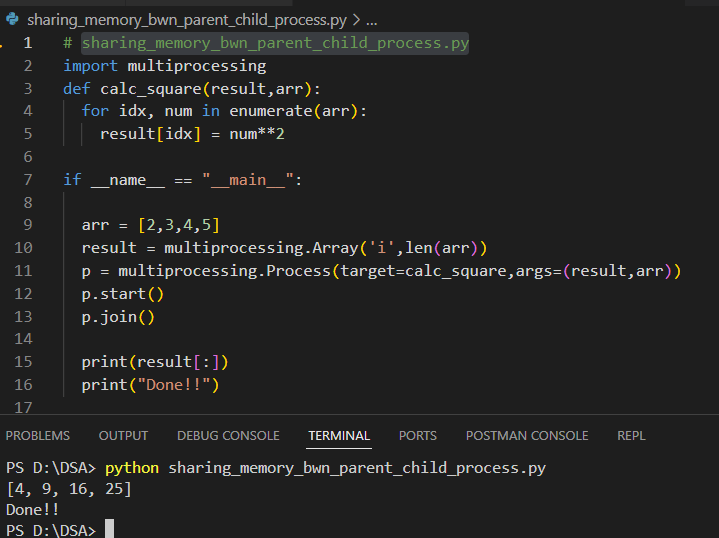 sharing_memory_bwn_parent_child_process.py > ...
1 # sharing_memory_bwn_parent_child_process.py
2 import multiprocessing
3 def calc_square(result,arr):
4   for idx, num in enumerate(arr):
5     result[idx] = num**2
6
7 if __name__ == "__main__":
8
9   arr = [2,3,4,5]
10   result = multiprocessing.Array('i',len(arr))
11   p = multiprocessing.Process(target=calc_square,args=(result,arr))
12   p.start()
13   p.join()
14
15   print(result[:])
16   print("Done!!")
17
PROBLEMS OUTPUT DEBUG CONSOLE TERMINAL PORTS POSTMAN CONSOLE REPL
PS D:\DSA> python sharing_memory_bwn_parent_child_process.py
[4, 9, 16, 25]
Done!!
PS D:\DSA>